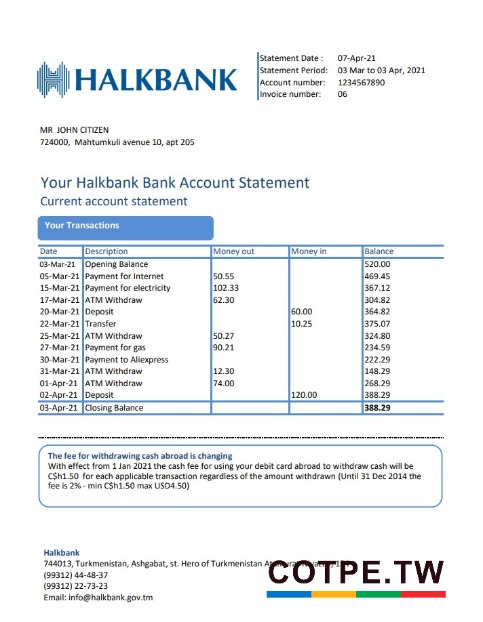 HALKBANK
Statement Date : 07-Apr-21
Statement Period: 03 Mar to 03 Apr, 2021
Account number: 1234567890
Invoice number: 06
MR JOHN CITIZEN
724000, Mahtumkuli avenue 10, apt 205
Your Halkbank Bank Account Statement
Current account statement
Your Transactions
Date Description Money out Money in Balance
03-Mar-21 Opening Balance 520.00
05-Mar-21 Payment for Internet 50.55 469.45
15-Mar-21 Payment for electricity 102.33 367.12
17-Mar-21 ATM Withdraw 62.30 304.82
20-Mar-21 Deposit 60.00 364.82
22-Mar-21 Transfer 10.25 375.07
25-Mar-21 ATM Withdraw 50.27 324.80
27-Mar-21 Payment for gas 90.21 234.59
30-Mar-21 Payment to Aliexpress 222.29
31-Mar-21 ATM Withdraw 12.30 148.29
01-Apr-21 ATM Withdraw 74.00 268.29
02-Apr-21 Deposit 120.00 388.29
03-Apr-21 Closing Balance 388.29
The fee for withdrawing cash abroad is changing
With effect from 1 Jan 2021 the cash fee for using your debit card abroad to withdraw cash will be
C$h1.50 for each applicable transaction regardless of the amount withdrawn (Until 31 Dec 2014 the
fee is 2% - min C$h1.50 max USD4.50)
Halkbank
744013, Turkmenistan, Ashgabat, st. Hero of Turkmenistan
(99312) 44-48-37
(99312) 22-73-23
Email: info@halkbank.gov.tm
COTPE.TW